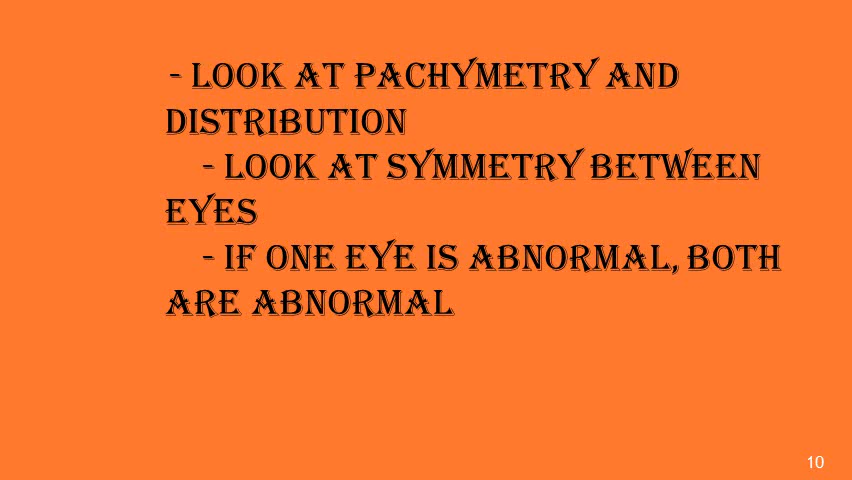 - LOOK AT PACHYMETRY AND
DISTRIBUTION
- LOOK AT SYMMETRY BETWEEN
EYES
- IF ONE EYE IS ABNORMAL, BOTH
ARE ABNORMAL
10